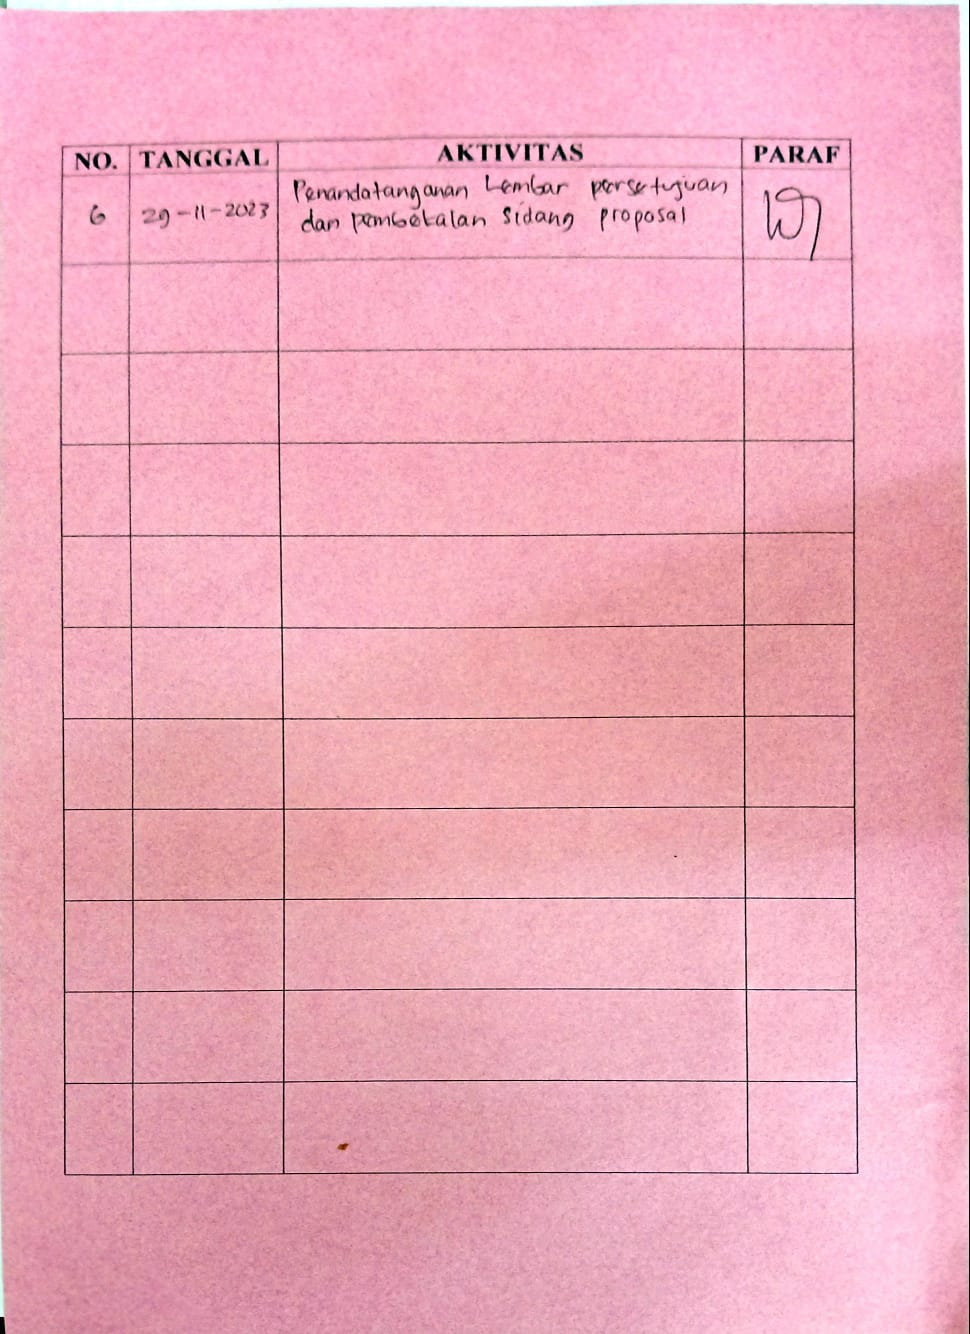 NO. TANGGAL AKTIVITAS PARAF
6 29-11-2023 Penandatanganan Lembar persetujuan
dan pembekalan Sidang proposal